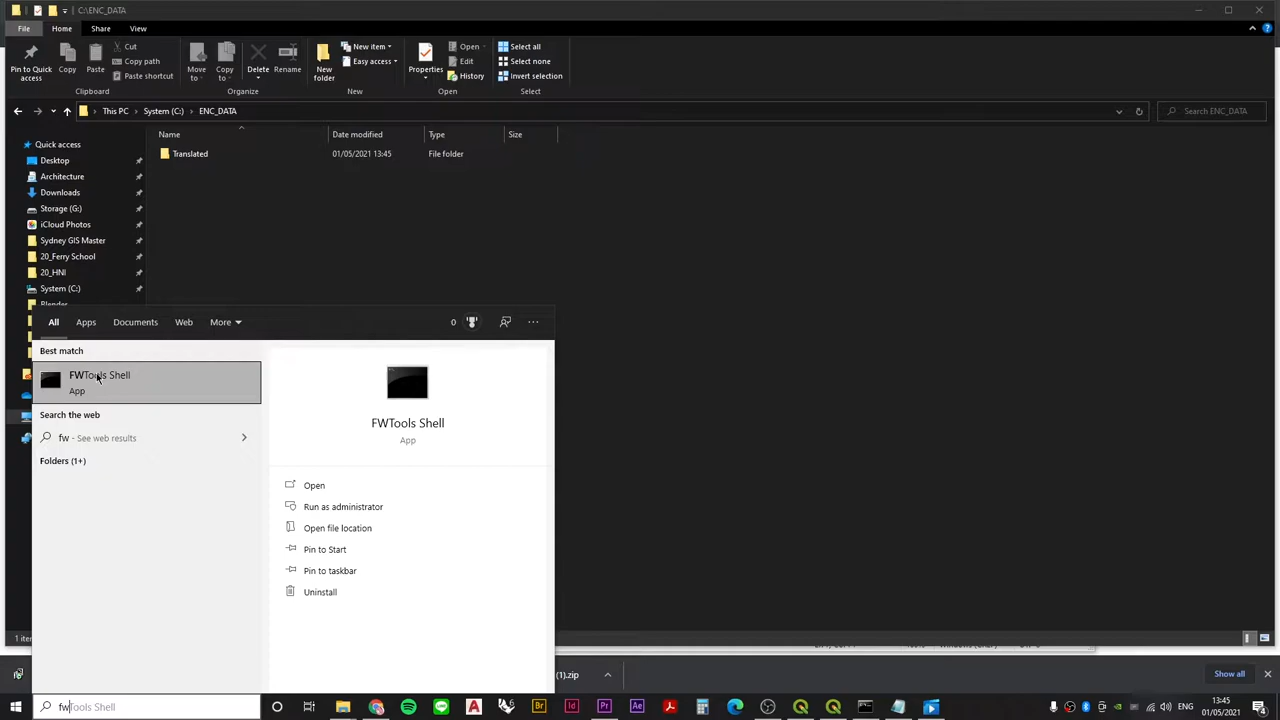 C:\ENC_DATA
File
Home
Share
View
Pin to Quick access
Copy
Paste
Cut
Copy path
Paste shortcut
Clipboard
Move to
Copy to
Delete
Rename
Organize
New folder
New item
Easy access
New
Properties
Open
Edit
History
Open
Select all
Select none
Invert selection
Select
This PC
System (C:)
ENC_DATA
Search ENC_DATA
Name
Date modified
Type
Size
Translated
01/05/2021 13:45
File folder
Quick access
Desktop
Architecture
Downloads
Storage (G:)
iCloud Photos
Sydney GIS Master
20_Ferry School
20_HNI
System (C:)
Blender
All
Apps
Documents
Web
More
0
Best match
FWTools Shell
App
Search the web
fw - See web results
Folders (1+)
FWTools Shell
App
Open
Run as administrator
Open file location
Pin to Start
Pin to taskbar
Uninstall
1 iter
(1).zip
Show all
fwTools Shell
ENG
13:45
01/05/2021